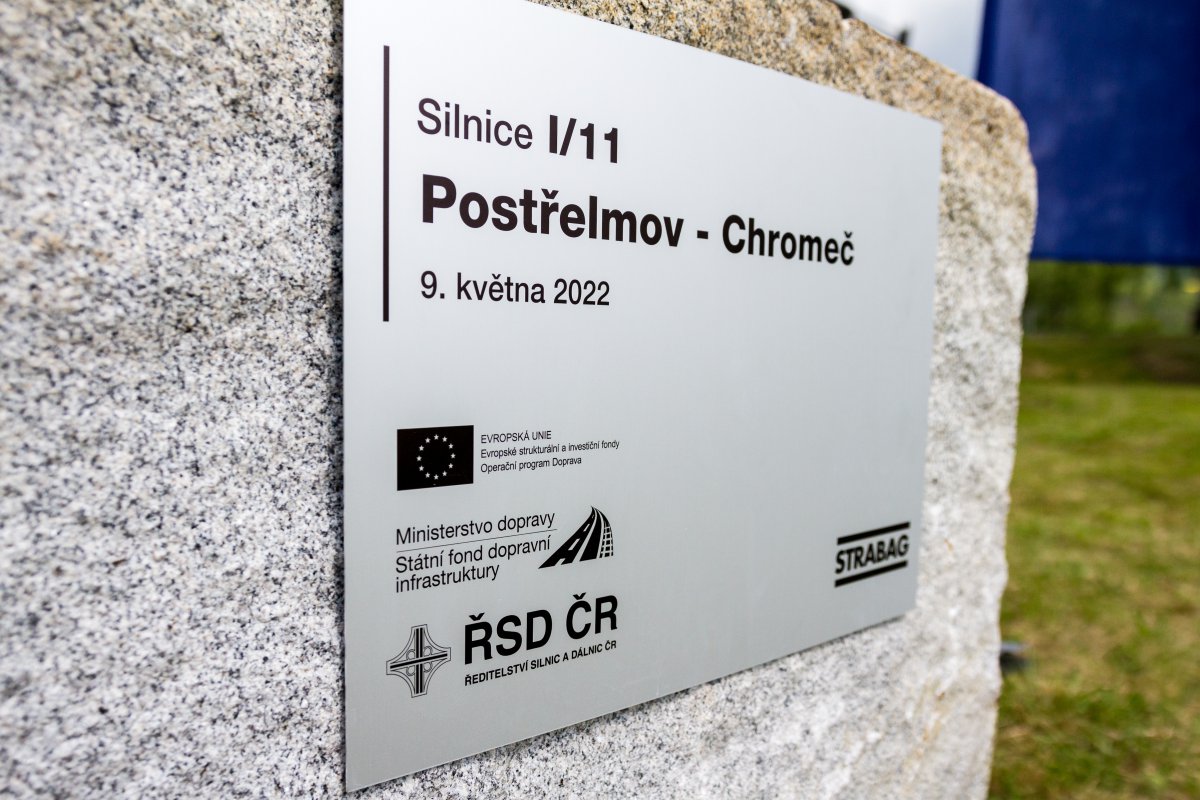 Silnice I/11
Postřelmov - Chromeč
9. května 2022
EVROPSKÁ UNIE
Evropské strukturální a investiční fondy
Operační program Doprava
Ministerstvo dopravy
Státní fond dopravní
infrastruktury
ŘSD ČR
ŘEDITELSTVÍ SILNIC A DÁLNIC ČR
STRABAG